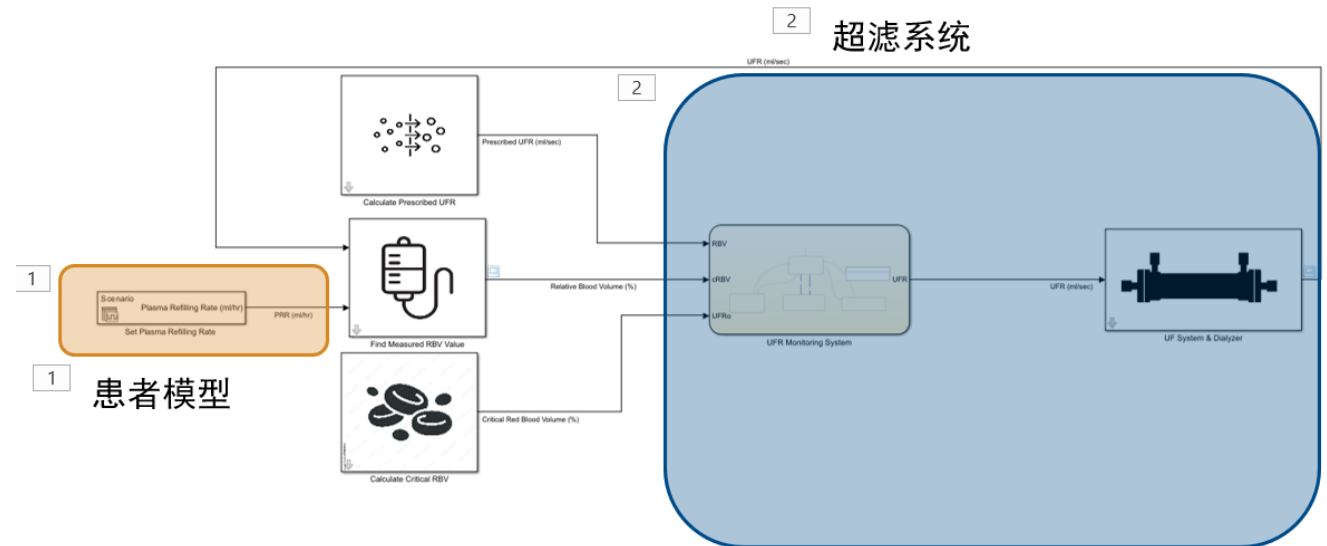 2
超滤系统
UFR (ml/sec)
2
Prescribed UFR (ml/sec)
Calculate Prescribed UFR
1
Scenario
Plasma Refilling Rate (ml/hr)
PRR (ml/hr)
Set Plasma Refilling Rate
Relative Blood Volume (%)
Find Measured RBV Value
RBV
cRBV
UFRo
UFR
UFR Monitoring System
UFR (ml/sec)
UF System & Dialyzer
1
患者模型
Critical Red Blood Volume (%)
Calculate Critical RBV